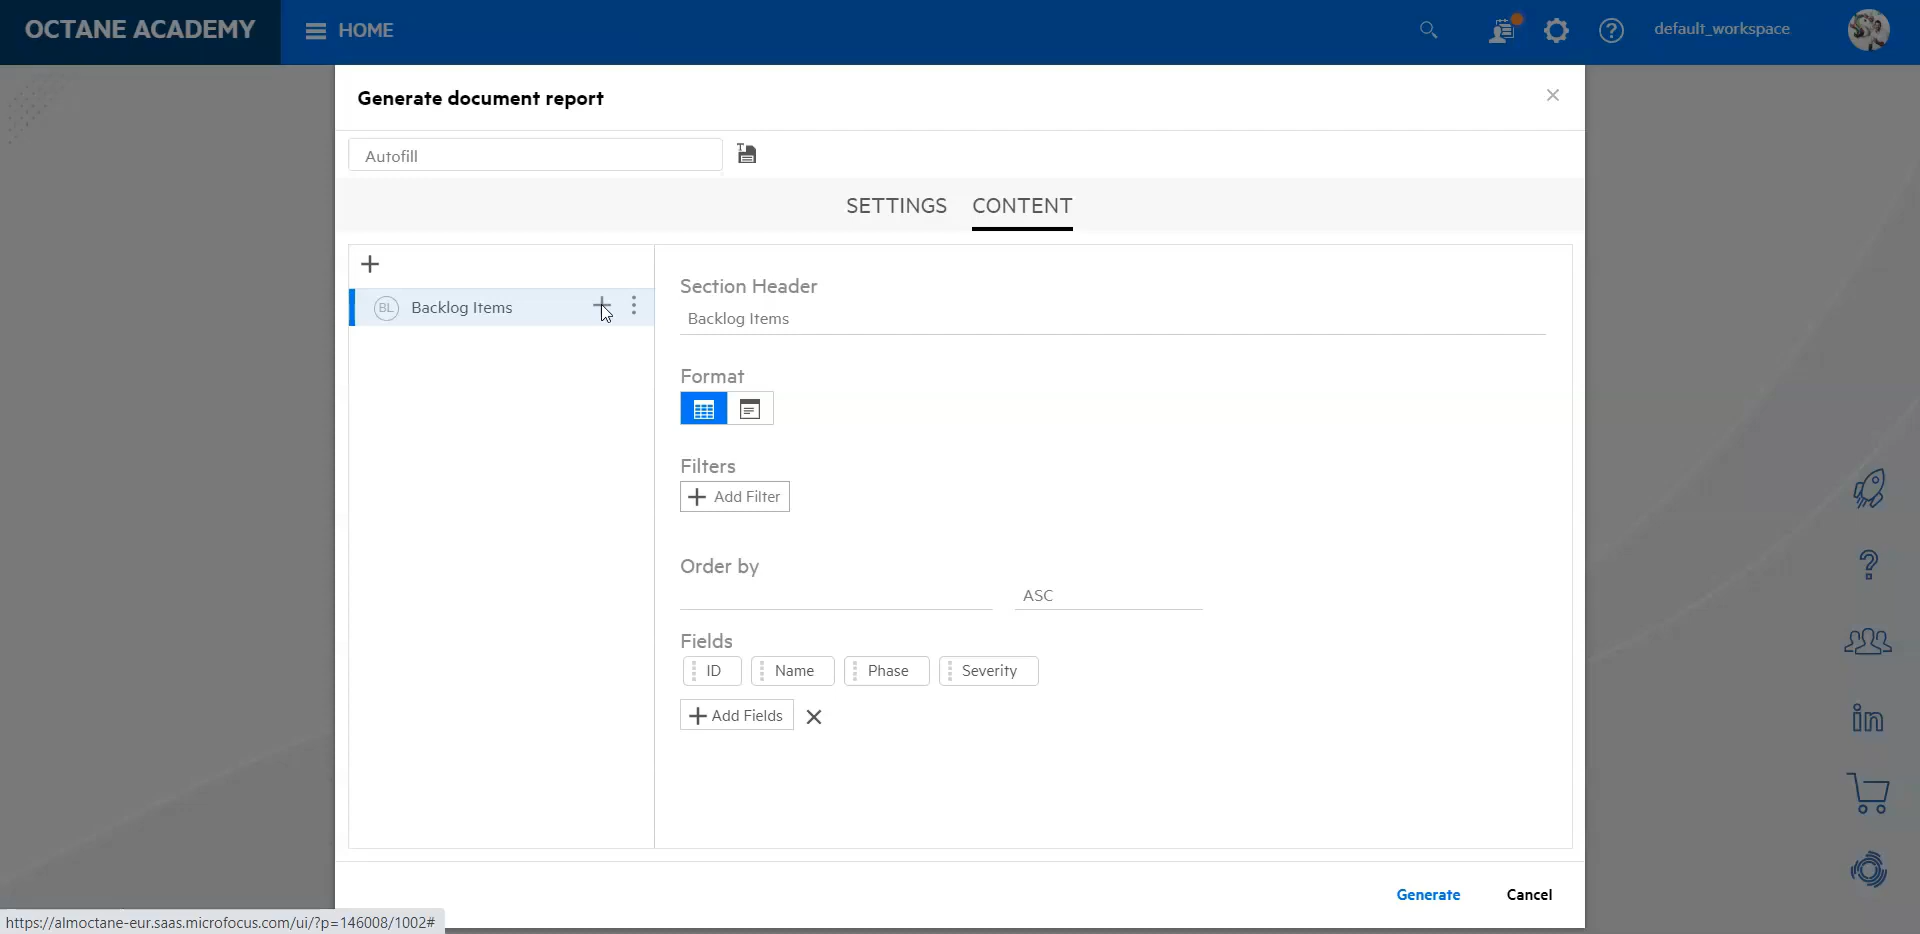 OCTANE ACADEMY
HOME
default_workspace
Generate document report
Autofill
SETTINGS
CONTENT
BL
Backlog Items
Section Header
Backlog Items
Format
Filters
Add Filter
Order by
ASC
Fields
ID
Name
Phase
Severity
Add Fields
Generate
Cancel
https://almoctane-eur.saas.microfocus.com/ui/?p=146008/1002#